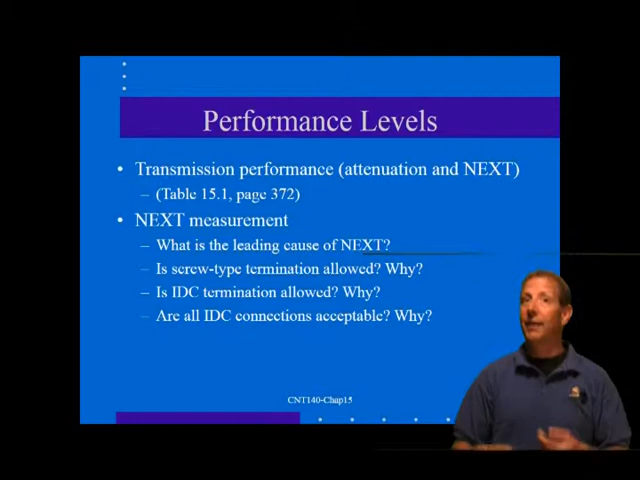 Performance Levels
• Transmission performance (attenuation and NEXT)
– (Table 15.1, page 372)
• NEXT measurement
– What is the leading cause of NEXT?
– Is screw-type termination allowed? Why?
– Is IDC termination allowed? Why?
– Are all IDC connections acceptable? Why?
CNT140-Chap15